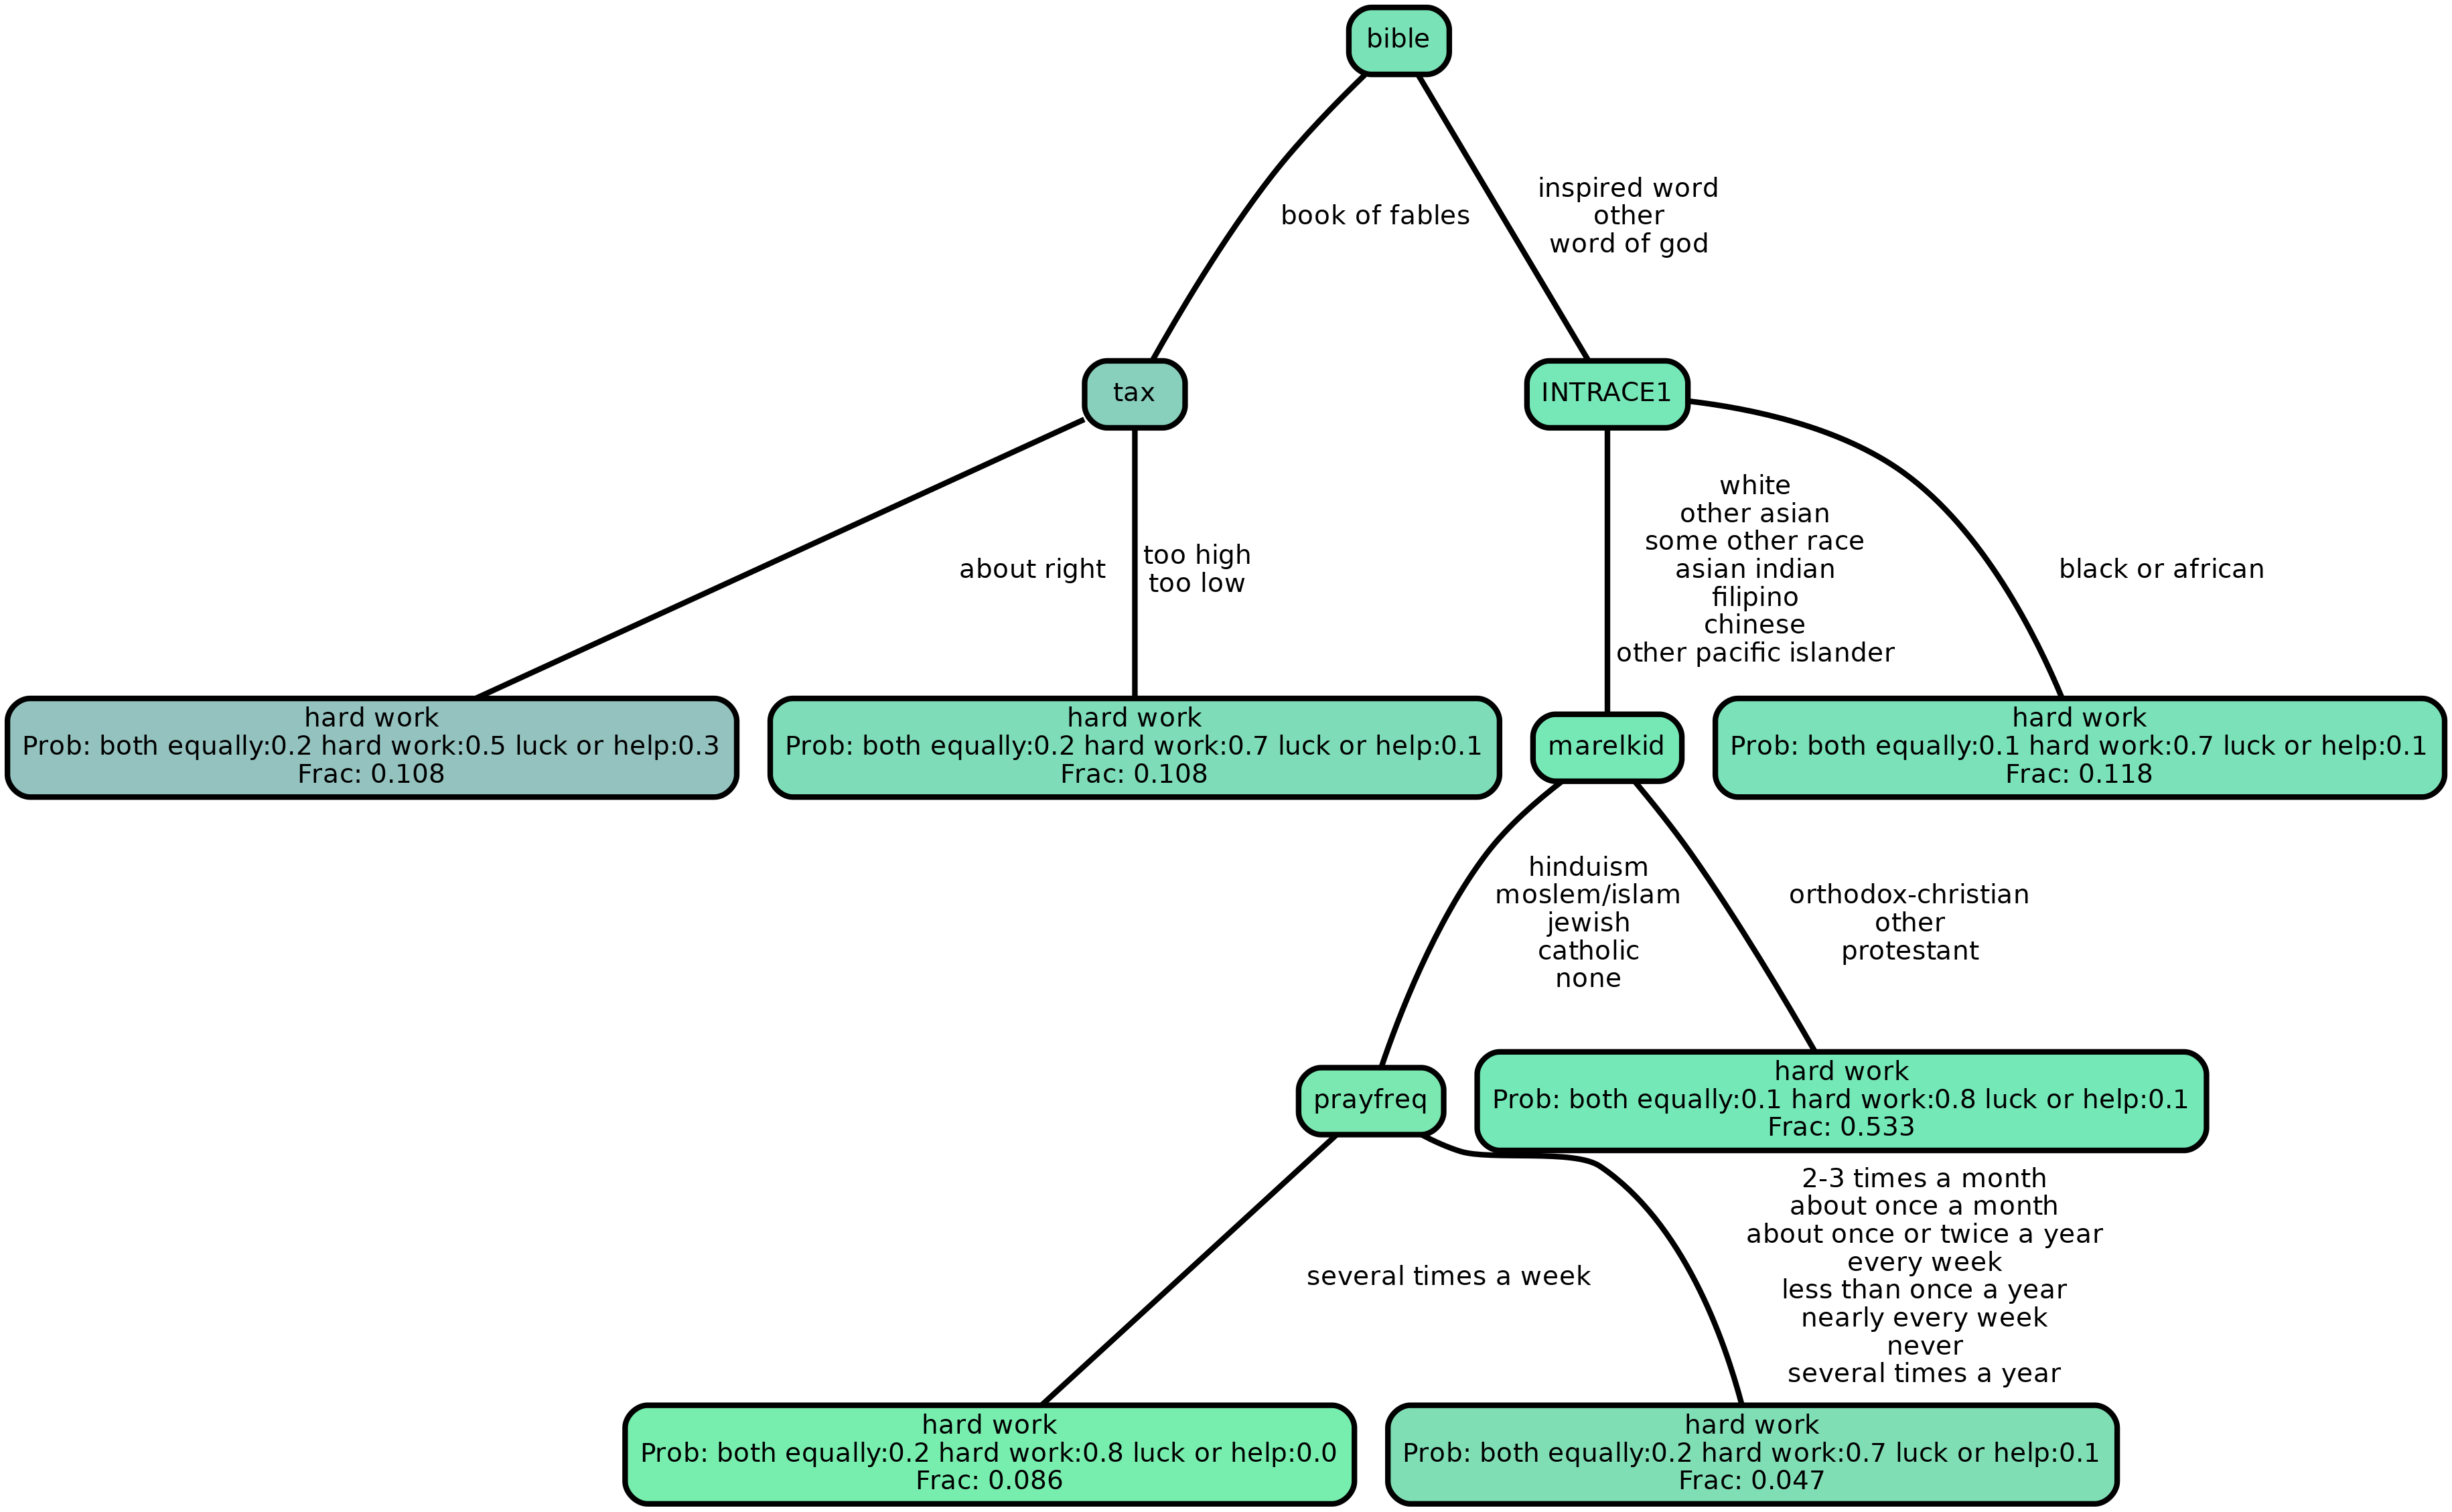 bible
book of fables
inspired word
other
word of god
tax
INTRACE1
about right
too high
too low
white
other asian
some other race
asian indian
filipino
chinese
other pacific islander
black or african
hard work
Prob: both equally:0.2 hard work:0.5 luck or help:0.3
Frac: 0.108
hard work
Prob: both equally:0.2 hard work:0.7 luck or help:0.1
Frac: 0.108
marelkid
hard work
Prob: both equally:0.1 hard work:0.7 luck or help:0.1
Frac: 0.118
hinduism
moslem/islam
jewish
catholic
none
orthodox-christian
other
protestant
prayfreq
hard work
Prob: both equally:0.1 hard work:0.8 luck or help:0.1
Frac: 0.533
several times a week
2-3 times a month
about once a month
about once or twice a year
every week
less than once a year
nearly every week
never
several times a year
hard work
Prob: both equally:0.2 hard work:0.8 luck or help:0.0
Frac: 0.086
hard work
Prob: both equally:0.2 hard work:0.7 luck or help:0.1
Frac: 0.047